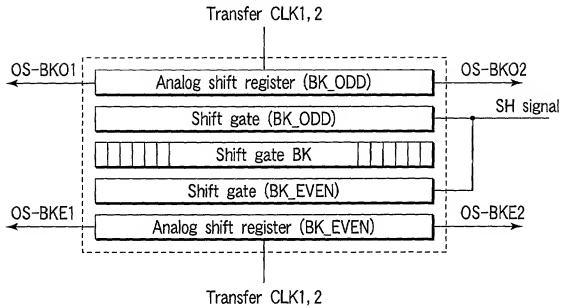 Transfer CLK1,2
OS-BKO1
Analog shift register (BK_ODD)
OS-BKO2
Shift gate (BK_ODD)
SH signal
Shift gate BK
Shift gate (BK_EVEN)
OS-BKE1
Analog shift register (BK_EVEN)
OS-BKE2
Transfer CLK1,2